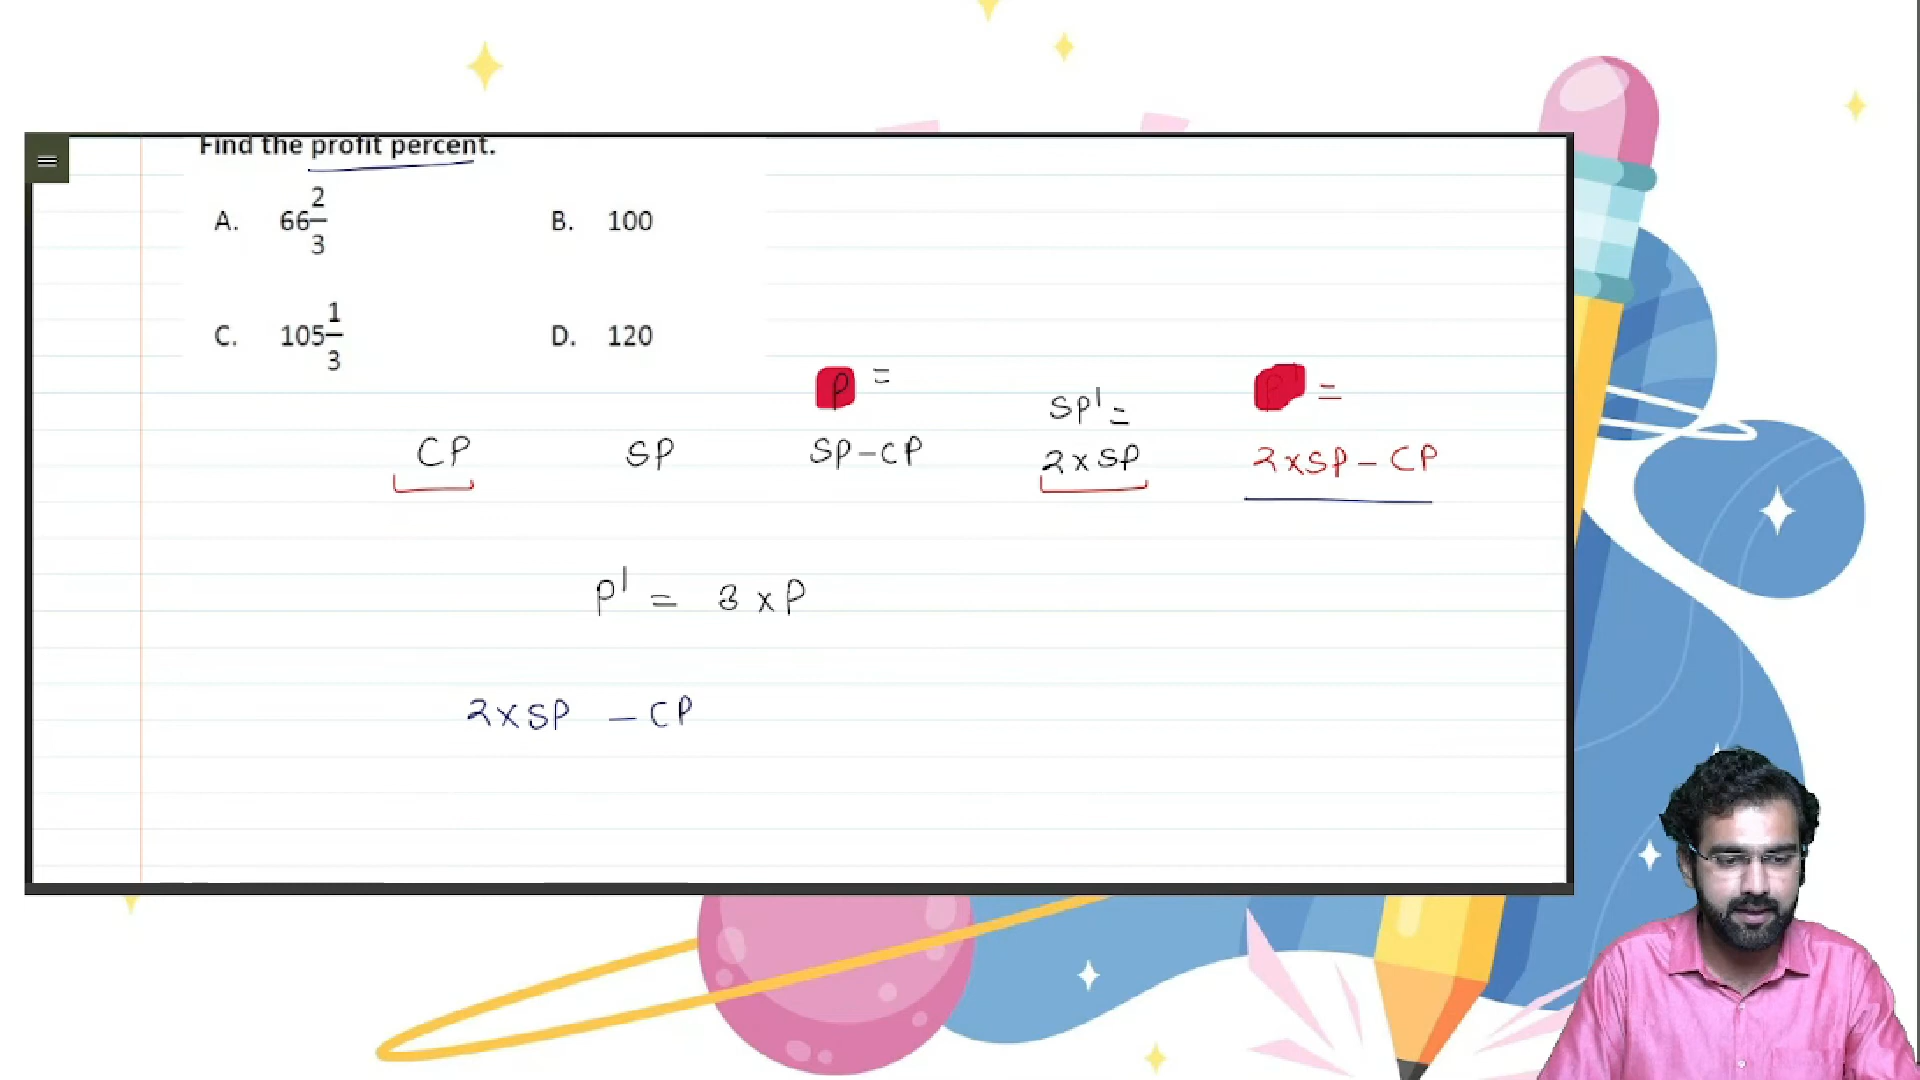 Find the profit percent.
A. 66 2/3 B. 100
C. 105 1/3 D. 120
P = SP' = P' =
CP SP SP-CP 2×SP 2×SP-CP
P' = 3×P
2×SP -CP